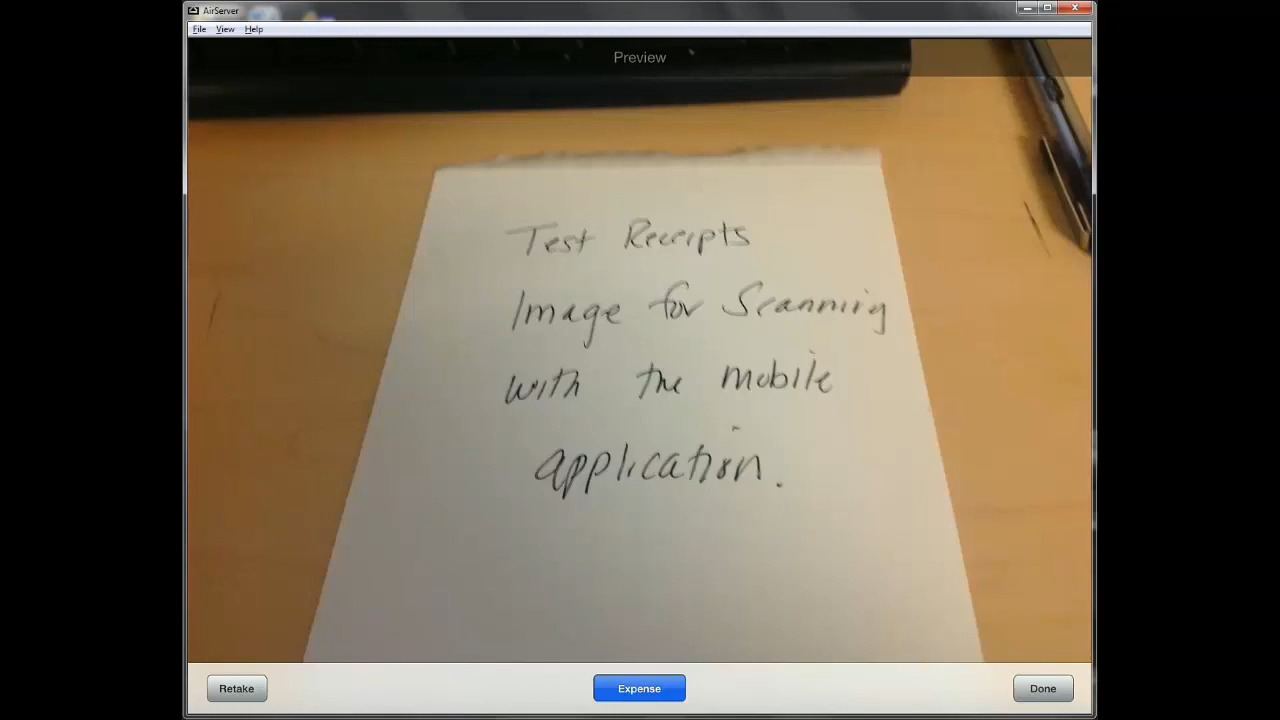 AirServer
File View Help
Preview
Test Receipts
Image for Scanning
with the mobile
application.
Retake Expense Done